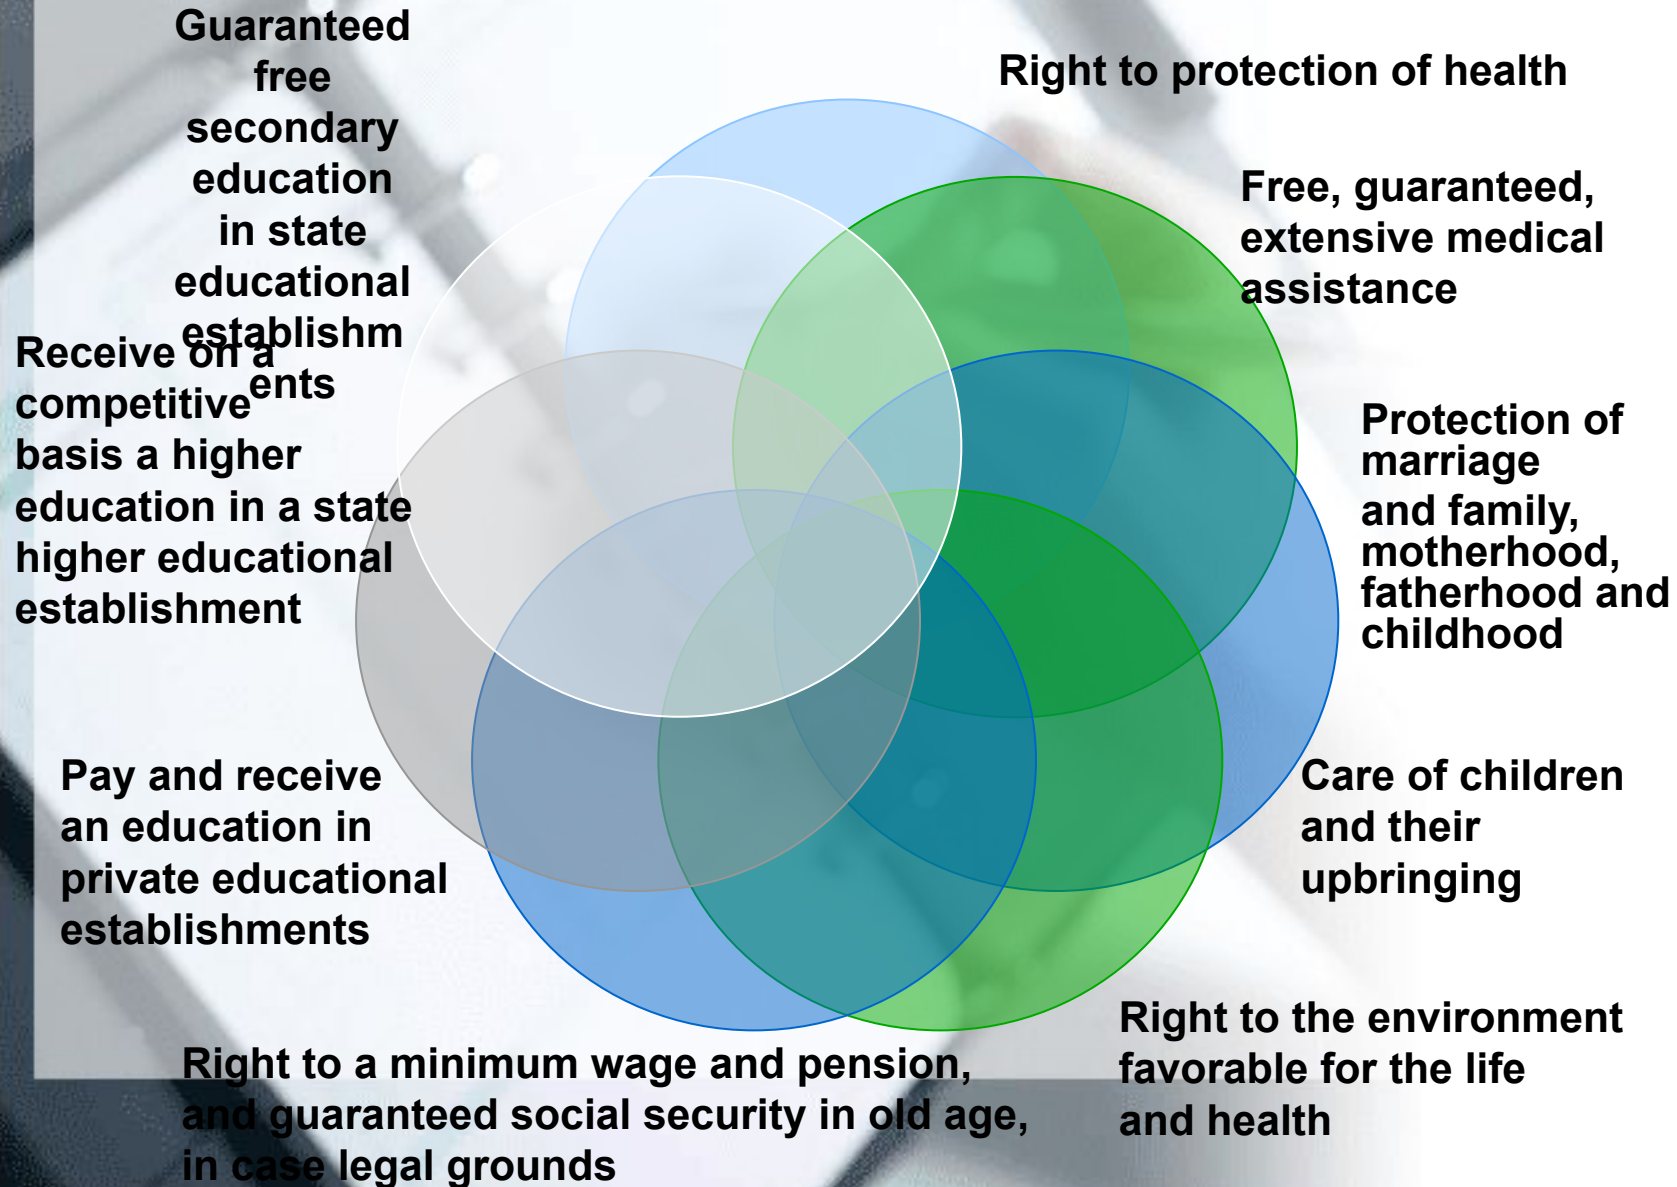 Guaranteed
free
secondary
education
in state
educational
establishm
ents
Right to protection of health
Free, guaranteed,
extensive medical
assistance
Receive on a
competitive
basis a higher
education in a state
higher educational
establishment
Protection of
marriage
and family,
motherhood,
fatherhood and
childhood
Pay and receive
an education in
private educational
establishments
Care of children
and their
upbringing
Right to a minimum wage and pension,
and guaranteed social security in old age,
in case legal grounds
Right to the environment
favorable for the life
and health